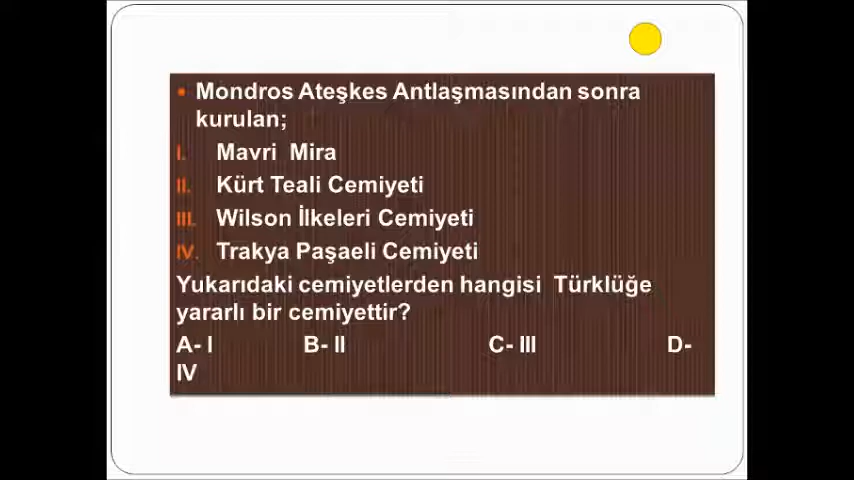 • Mondros Ateşkes Antlaşmasından sonra
kurulan;
I. Mavri Mira
II. Kürt Teali Cemiyeti
III. Wilson İlkeleri Cemiyeti
IV. Trakya Paşaeli Cemiyeti
Yukarıdaki cemiyetlerden hangisi Türklüğe
yararlı bir cemiyettir?
A- I B- II C- III D-
IV